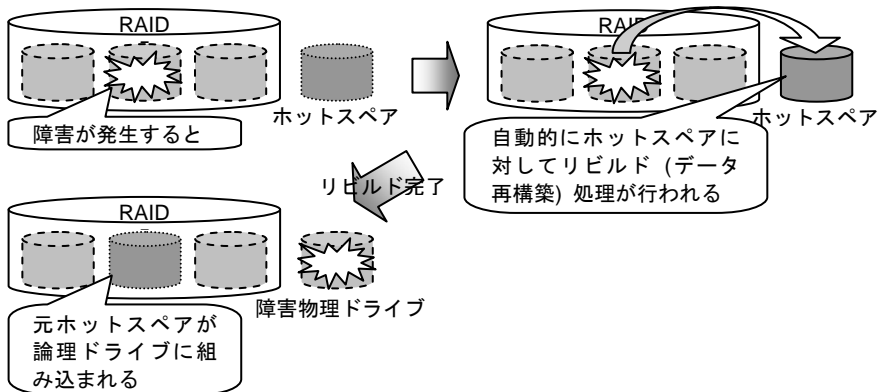 RAID
障害が発生すると
ホットスペア
RAID
ホットスペア
自動的にホットスペアに
対してリビルド (データ
再構築) 処理が行われる
リビルド完了
RAID
元ホットスペアが
論理ドライブに組
み込まれる
障害物理ドライブ